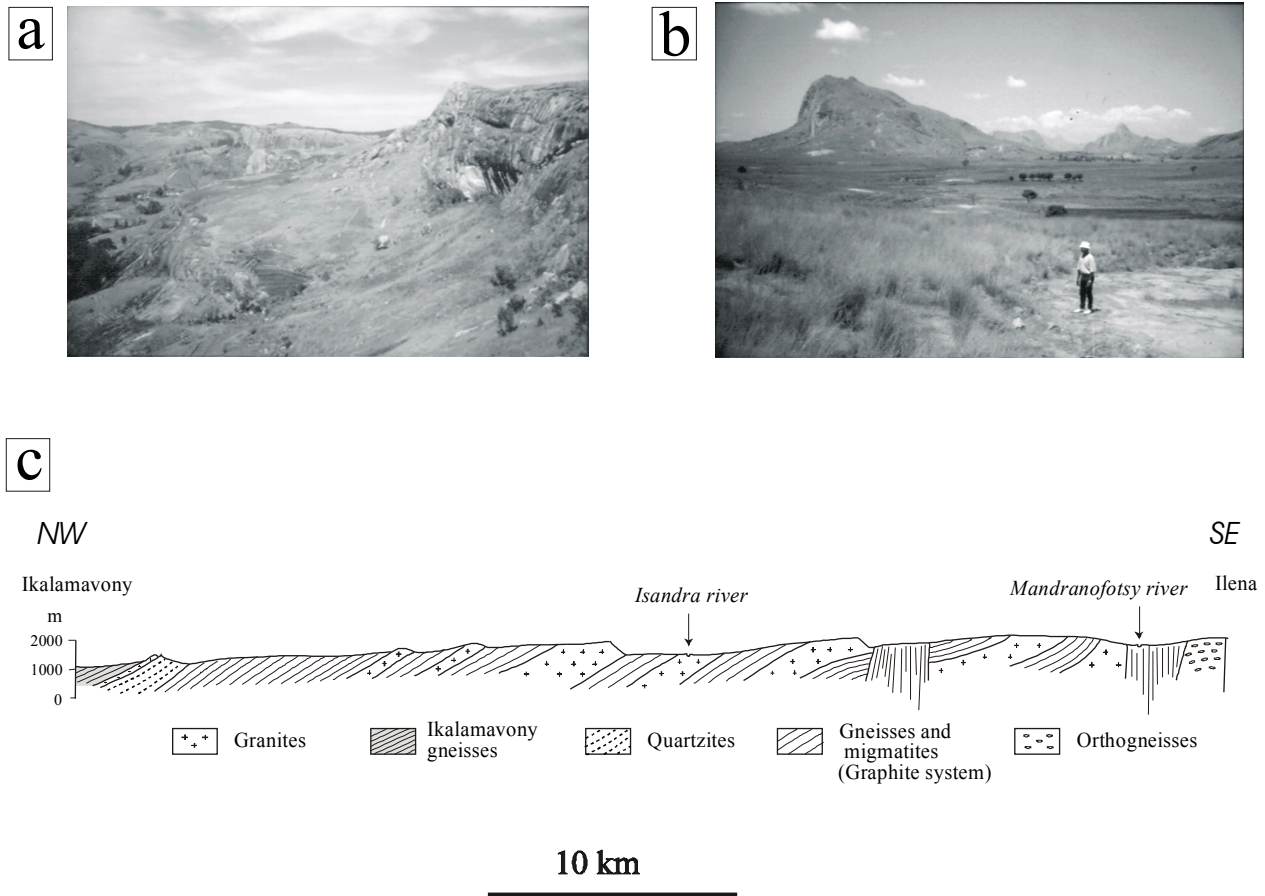 a
b
c
NW
SE
Ikalamavony
Isandra river
Mandranofotsy river
Ilena
m
2000
1000
0
Granites
Ikalamavony
gneisses
Quartzites
Gneisses and
migmatites
(Graphite system)
Orthogneisses
10 km